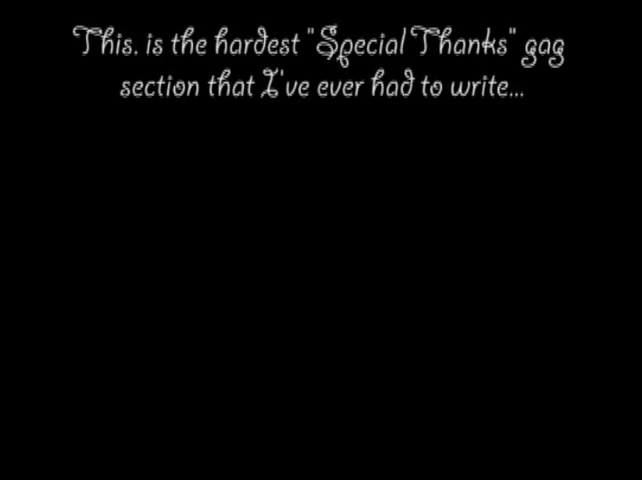 This. is the hardest "Special Thanks" gag
section that I've ever had to write...